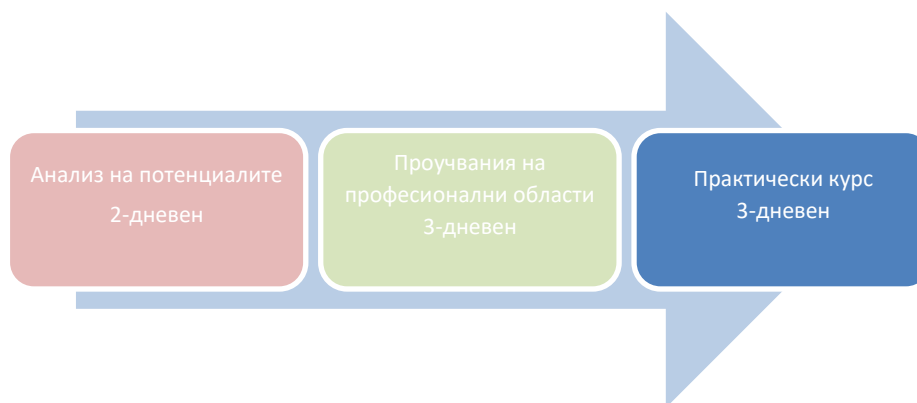 Анализ на потенциалите
2-дневен
Проучвания на
професионални области
3-дневен
Практически курс
3-дневен